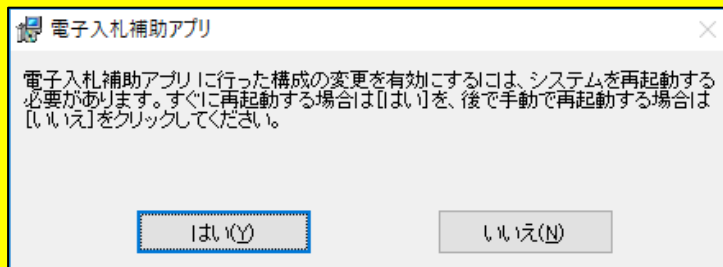 電子入札補助アプリ
電子入札補助アプリ に行った構成の変更を有効にするには、システムを再起動する
必要があります。すぐに再起動する場合は[はい]を、後で手動で再起動する場合は
[いいえ]をクリックしてください。
はい(Y) いいえ(N)